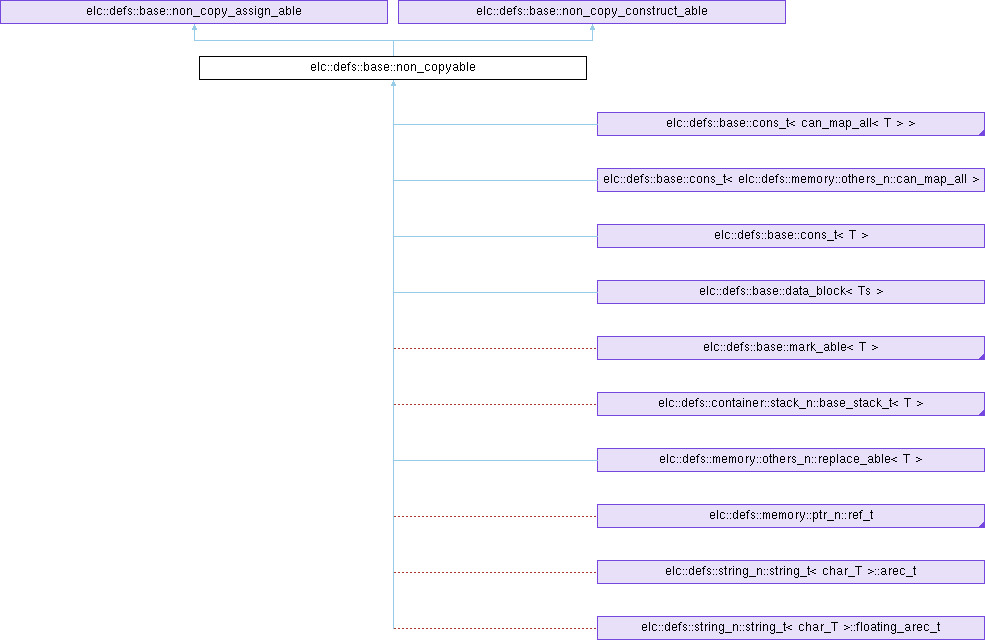 elc::defs::base::non_copy_assign_able
elc::defs::base::non_copy_construct_able
elc::defs::base::non_copyable
elc::defs::base::cons_t< can_map_all< T > >
elc::defs::base::cons_t< elc::defs::memory::others_n::can_map_all >
elc::defs::base::cons_t< T >
elc::defs::base::data_block< Ts >
elc::defs::base::mark_able< T >
elc::defs::container::stack_n::base_stack_t< T >
elc::defs::memory::others_n::replace_able< T >
elc::defs::memory::ptr_n::ref_t
elc::defs::string_n::string_t< char_T >::arec_t
elc::defs::string_n::string_t< char_T >::floating_arec_t